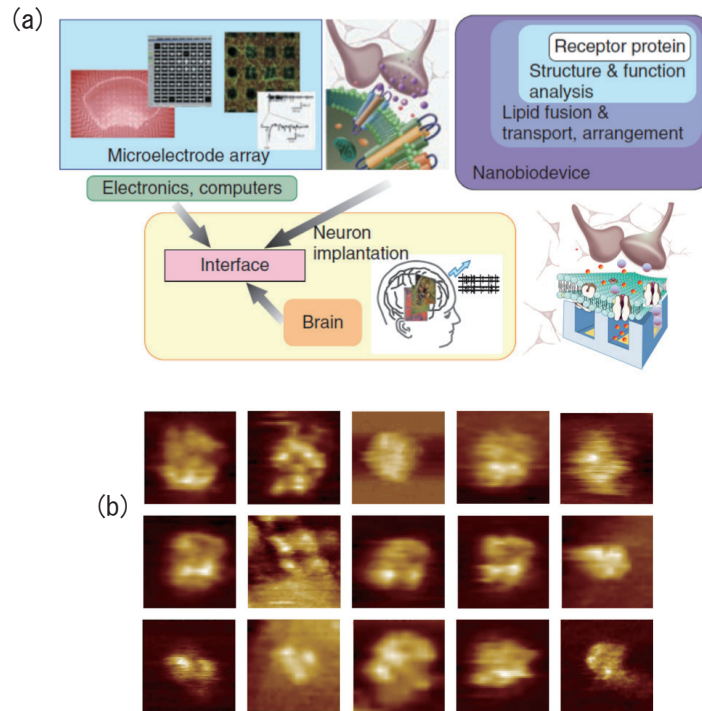 (a)
Microelectrode array
Receptor protein
Structure & function
analysis
Lipid fusion &
transport, arrangement
Nanobiodevice
Electronics, computers
Neuron
implantation
Interface
Brain
(b)